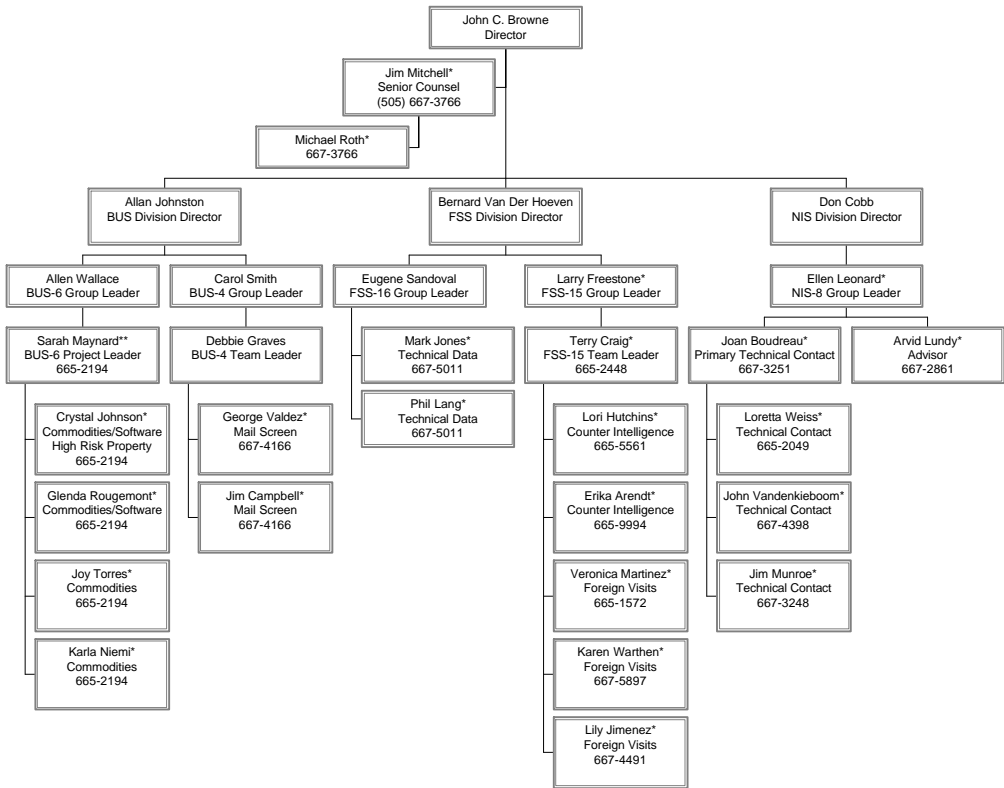 John C. Browne
Director
Jim Mitchell*
Senior Counsel
(505) 667-3766
Michael Roth*
667-3766
Allan Johnston
BUS Division Director
Bernard Van Der Hoeven
FSS Division Director
Don Cobb
NIS Division Director
Allen Wallace
BUS-6 Group Leader
Carol Smith
BUS-4 Group Leader
Eugene Sandoval
FSS-16 Group Leader
Larry Freestone*
FSS-15 Group Leader
Ellen Leonard*
NIS-8 Group Leader
Sarah Maynard**
BUS-6 Project Leader
665-2194
Debbie Graves
BUS-4 Team Leader
Mark Jones*
Technical Data
667-5011
Terry Craig*
FSS-15 Team Leader
665-2448
Joan Boudreau*
Primary Technical Contact
667-3251
Arvid Lundy*
Advisor
667-2861
Crystal Johnson*
Commodities/Software
High Risk Property
665-2194
George Valdez*
Mail Screen
667-4166
Phil Lang*
Technical Data
667-5011
Lori Hutchins*
Counter Intelligence
665-5561
Loretta Weiss*
Technical Contact
665-2049
Glenda Rougemont*
Commodities/Software
665-2194
Jim Campbell*
Mail Screen
667-4166
Erika Arendt*
Counter Intelligence
665-9994
John Vandenkieboom*
Technical Contact
667-4398
Joy Torres*
Commodities
665-2194
Veronica Martinez*
Foreign Visits
665-1572
Jim Munroe*
Technical Contact
667-3248
Karla Niemi*
Commodities
665-2194
Karen Warthen*
Foreign Visits
667-5897
Lily Jimenez*
Foreign Visits
667-4491